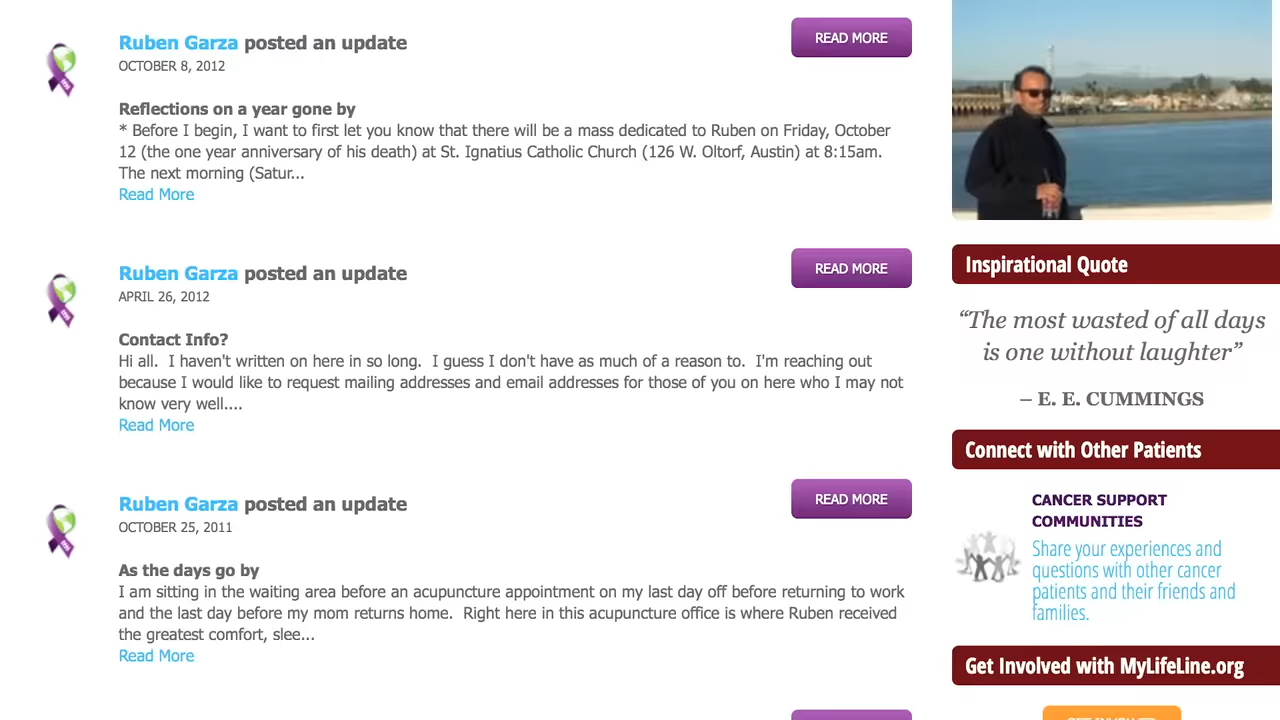 Ruben Garza posted an update
OCTOBER 8, 2012
READ MORE
Reflections on a year gone by
* Before I begin, I want to first let you know that there will be a mass dedicated to Ruben on Friday, October
12 (the one year anniversary of his death) at St. Ignatius Catholic Church (126 W. Oltorf, Austin) at 8:15am.
The next morning (Satur...
Read More
Ruben Garza posted an update
APRIL 26, 2012
READ MORE
Contact Info?
Hi all.  I haven't written on here in so long.  I guess I don't have as much of a reason to.  I'm reaching out
because I would like to request mailing addresses and email addresses for those of you on here who I may not
know very well....
Read More
Ruben Garza posted an update
OCTOBER 25, 2011
READ MORE
As the days go by
I am sitting in the waiting area before an acupuncture appointment on my last day off before returning to work
and the last day before my mom returns home.  Right here in this acupuncture office is where Ruben received
the greatest comfort, slee...
Read More
Inspirational Quote
“The most wasted of all days
is one without laughter”
– E. E. CUMMINGS
Connect with Other Patients
CANCER SUPPORT
COMMUNITIES
Share your experiences and
questions with other cancer
patients and their friends and
families.
Get Involved with MyLifeLine.org